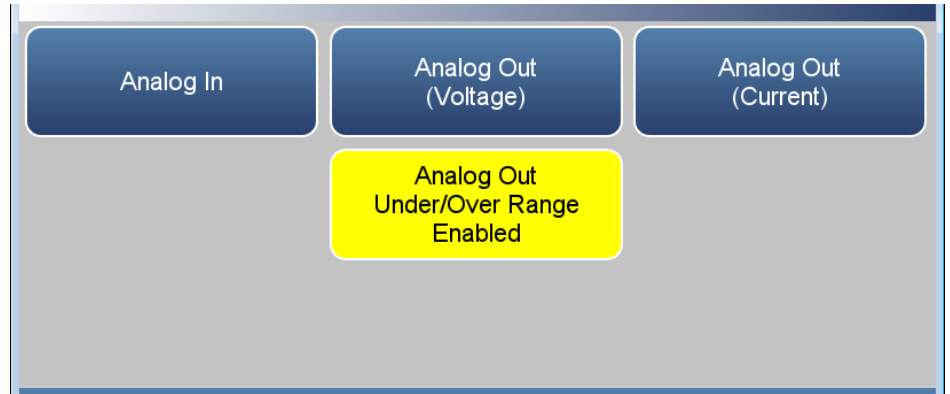 Analog In
Analog Out
(Voltage)
Analog Out
(Current)
Analog Out
Under/Over Range
Enabled